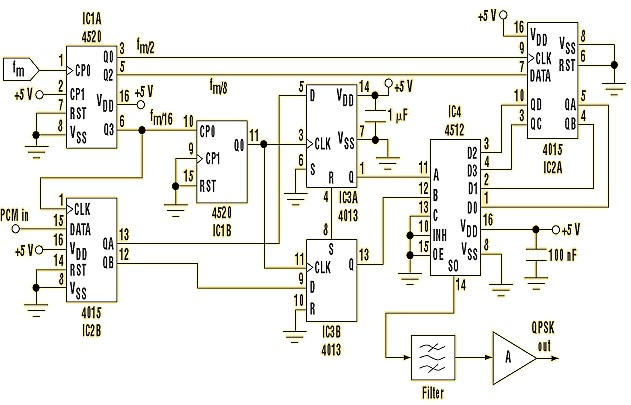 IC1A
4520
fm
1
CP0
Q0
3
fm/2
Q2
5
fm/8
+5 V
2
CP1
VDD
16
+5 V
7
RST
8
VSS
Q3
6
fm/16
10
CP0
Q0
11
9
CP1
15
RST
4520
IC1B
PCM in
1
CLK
15
DATA
+5 V
16
VDD
14
RST
8
VSS
QA
13
QB
12
4015
IC2B
5
D
VDD
14
+5 V
1 µF
3
CLK
VSS
7
6
S
R
Q
1
4
IC3A
4013
8
S
11
CLK
Q
13
9
D
10
R
IC3B
4013
IC4
4512
11
A
12
B
13
C
10
INH
15
OE
D2
3
D3
4
D1
2
D0
1
VDD
16
+5 V
VSS
8
100 nF
SO
14
+5 V
16
VDD
VSS
8
9
CLK
RST
6
7
DATA
10
QD
QA
5
3
QC
QB
4
4015
IC2A
Filter
A
QPSK
out